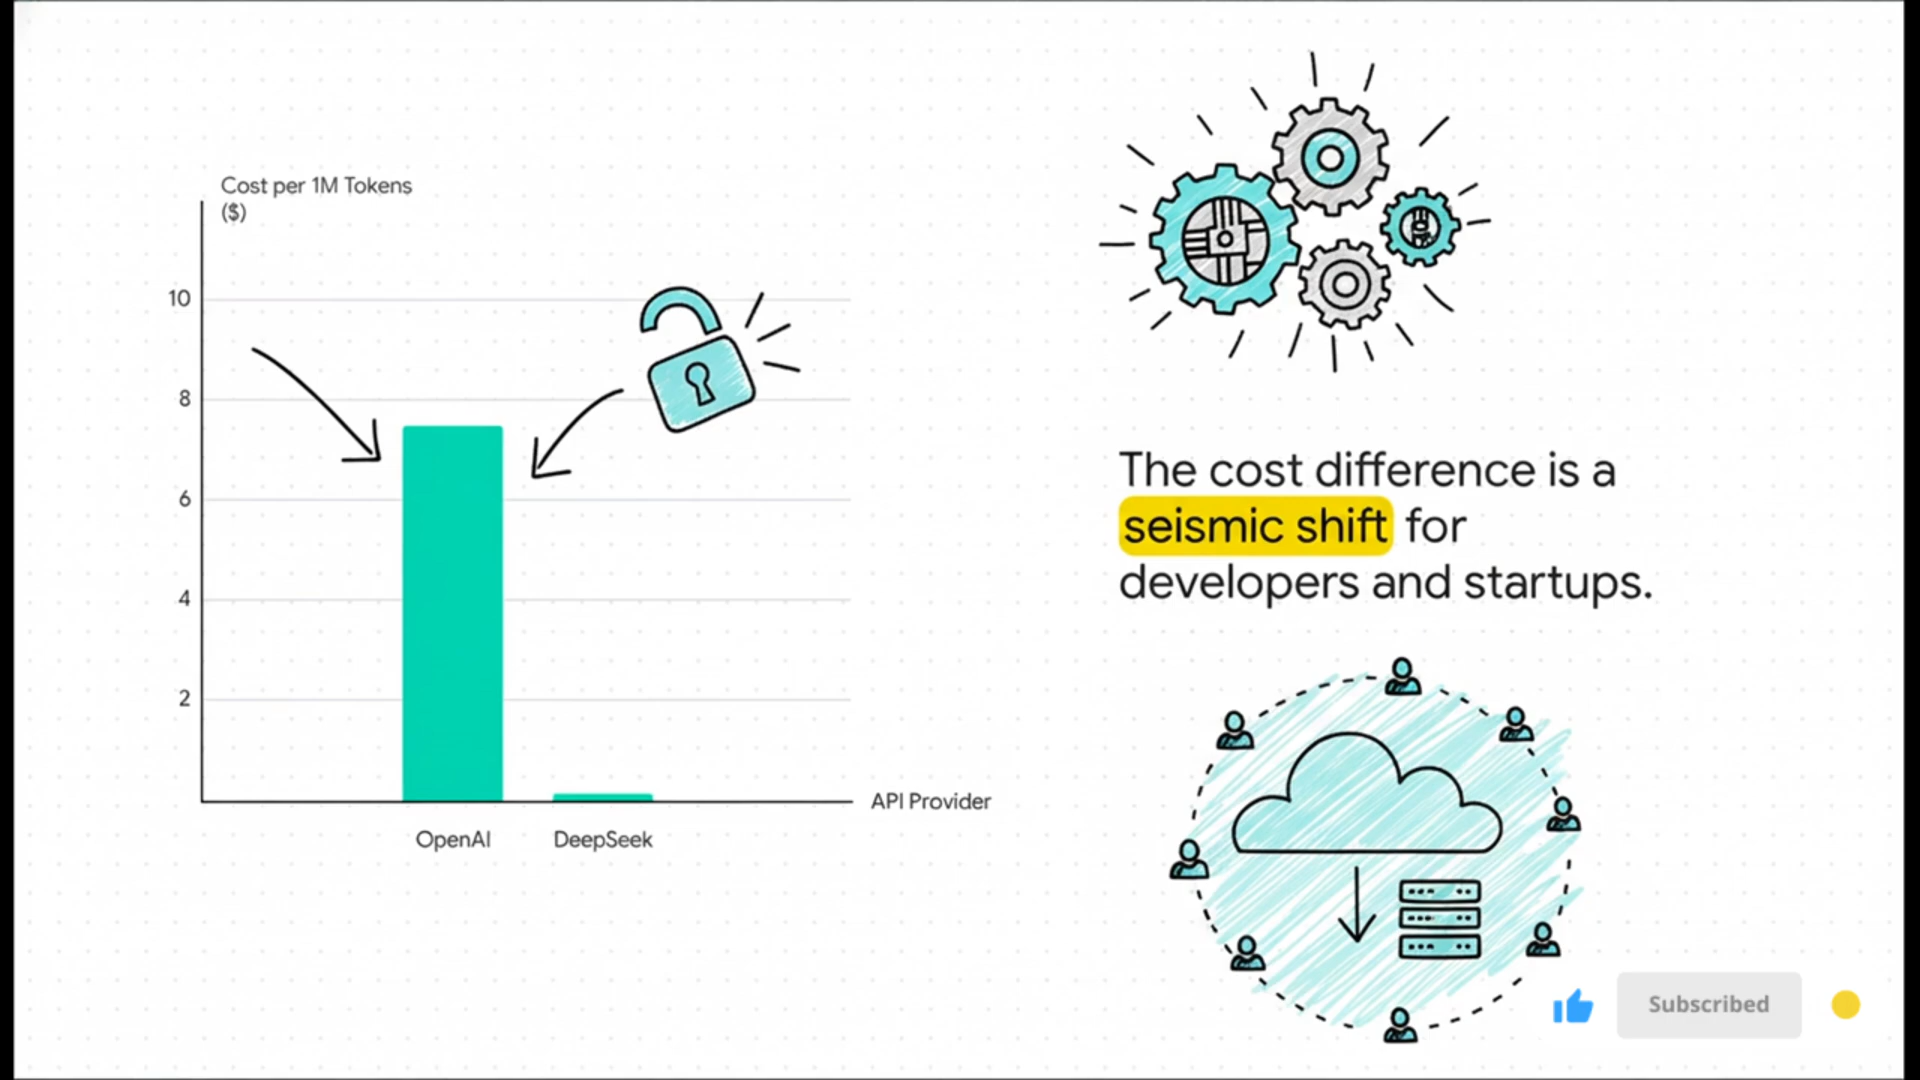 Cost per 1M Tokens
($)
10
8
6
4
2
OpenAI
DeepSeek
API Provider
The cost difference is a
seismic shift for
developers and startups.
Subscribed